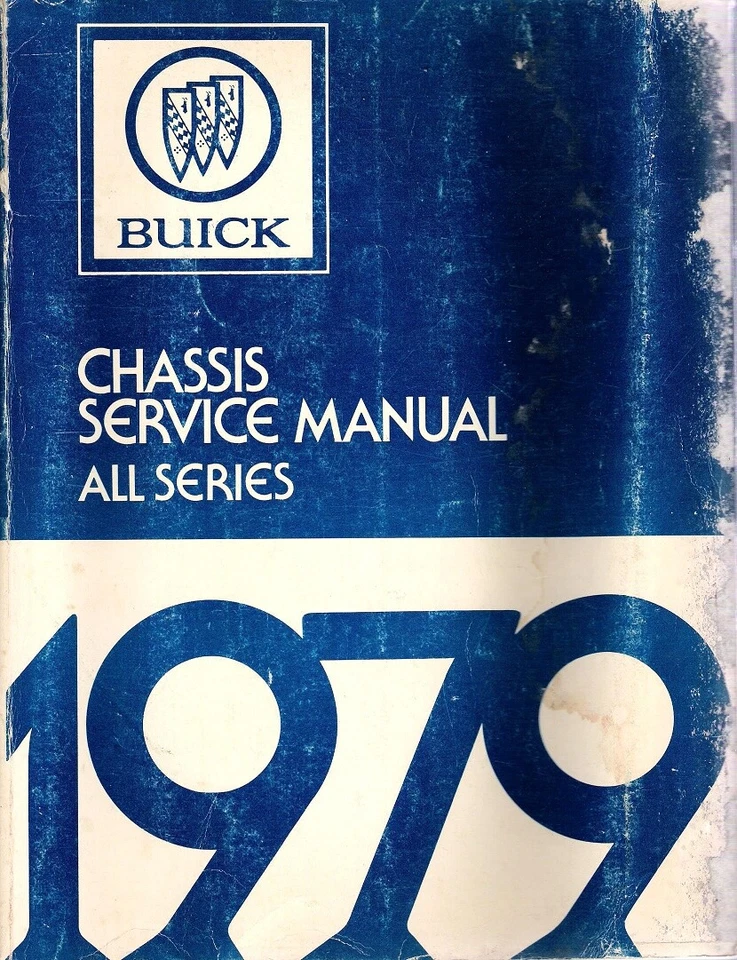 BUICK
CHASSIS
SERVICE MANUAL
ALL SERIES
1979